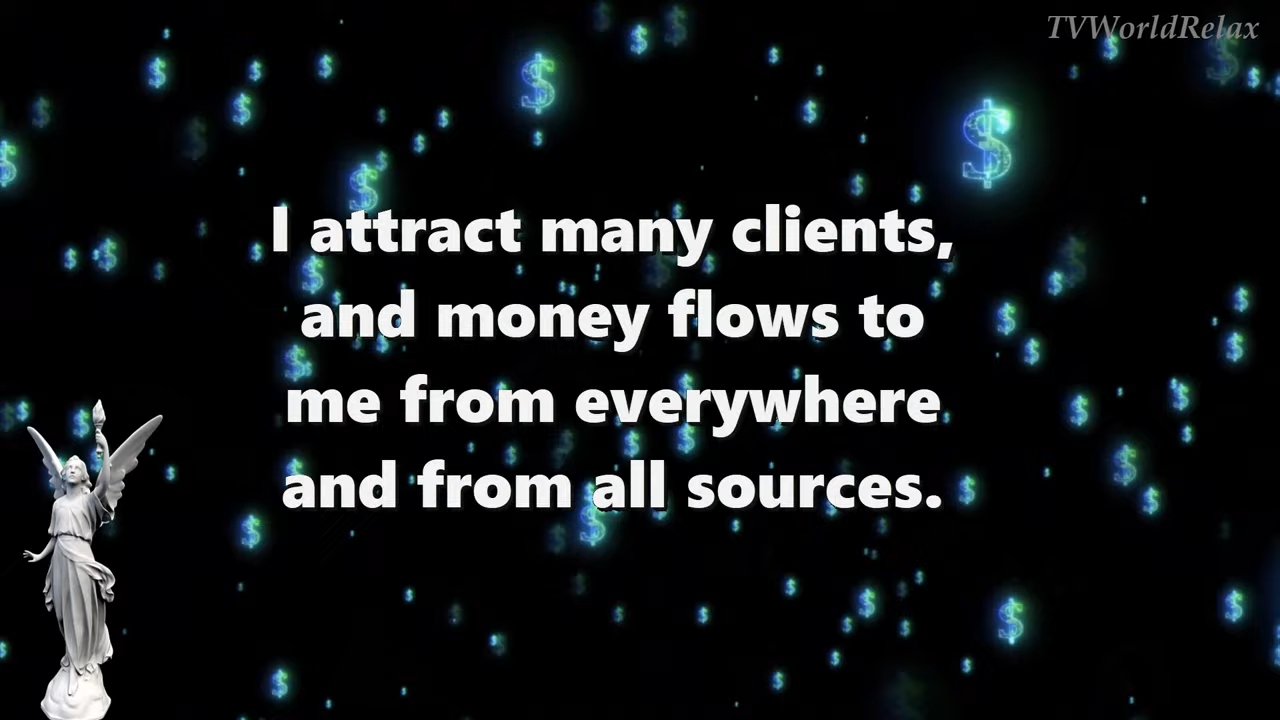 TVWorldRelax
I attract many clients,
and money flows to
me from everywhere
and from all sources.